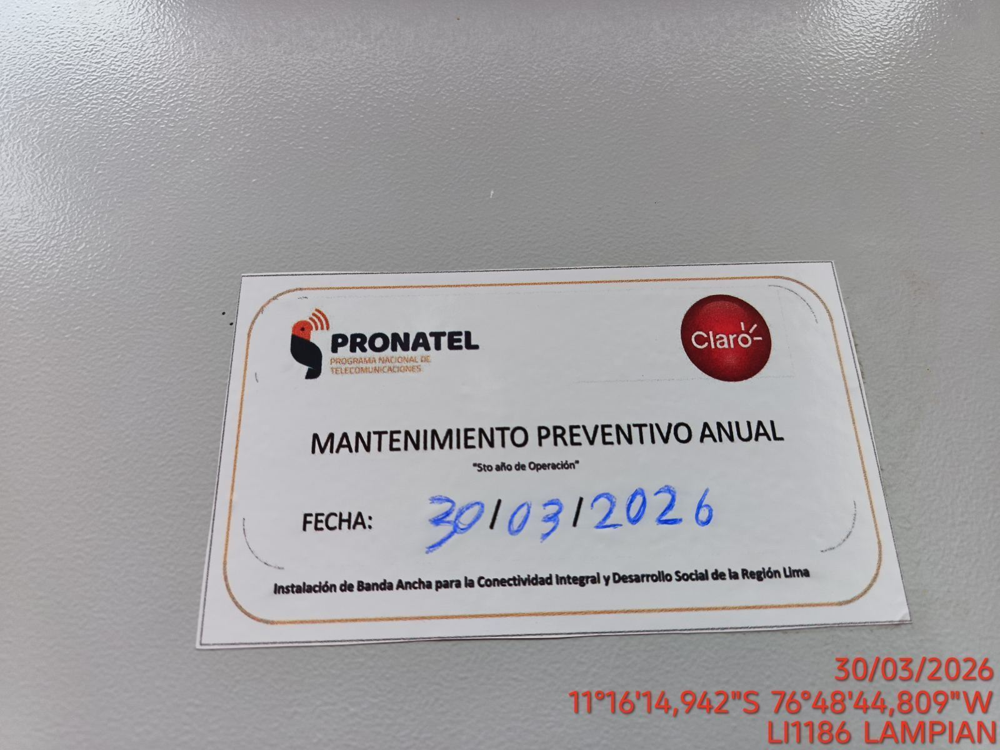 PRONATEL
PROGRAMA NACIONAL DE
TELECOMUNICACIONES
Claro
MANTENIMIENTO PREVENTIVO ANUAL
"5to año de Operación"
FECHA: 30/03/2026
Instalación de Banda Ancha para la Conectividad Integral y Desarrollo Social de la Región Lima
30/03/2026
11°16'14,942"S 76°48'44,809"W
LI1186 LAMPIAN